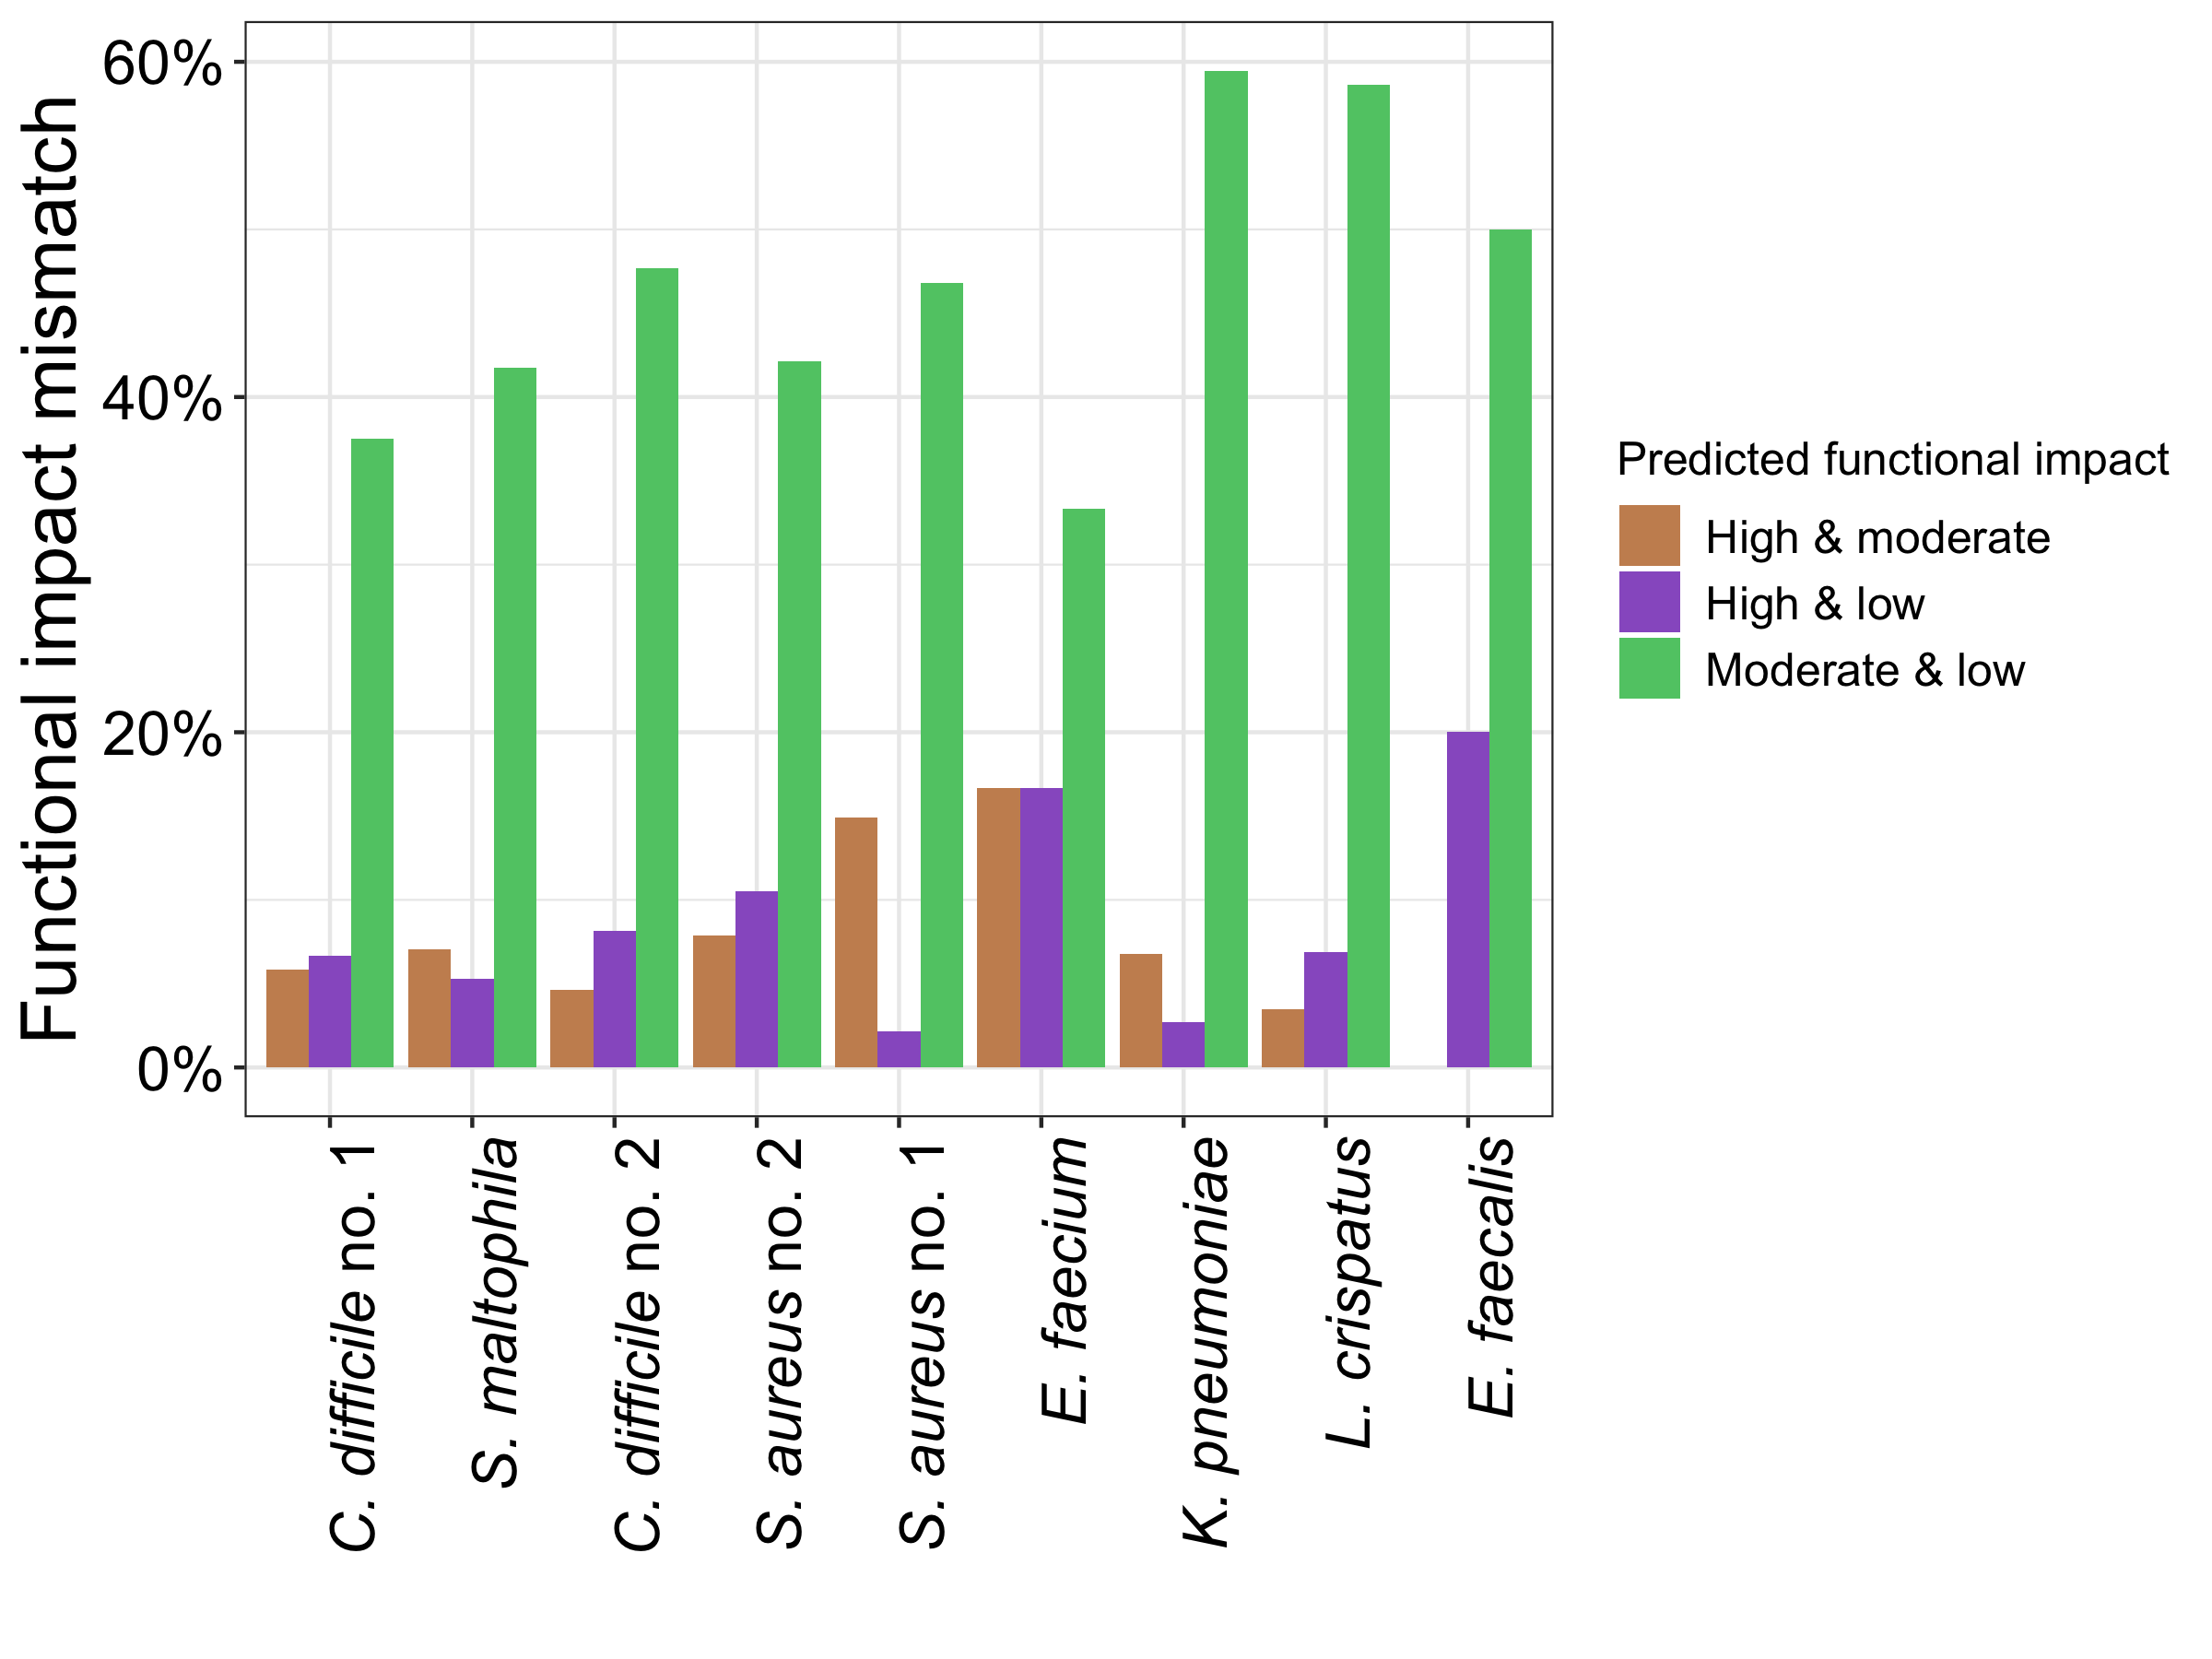 Functional impact mismatch
60%
40%
20%
0%
C. difficile no. 1
S. maltophila
C. difficile no. 2
S. aureus no. 2
S. aureus no. 1
E. faecium
K. pneumoniae
L. crispatus
E. faecalis
Predicted functional impact
High & moderate
High & low
Moderate & low